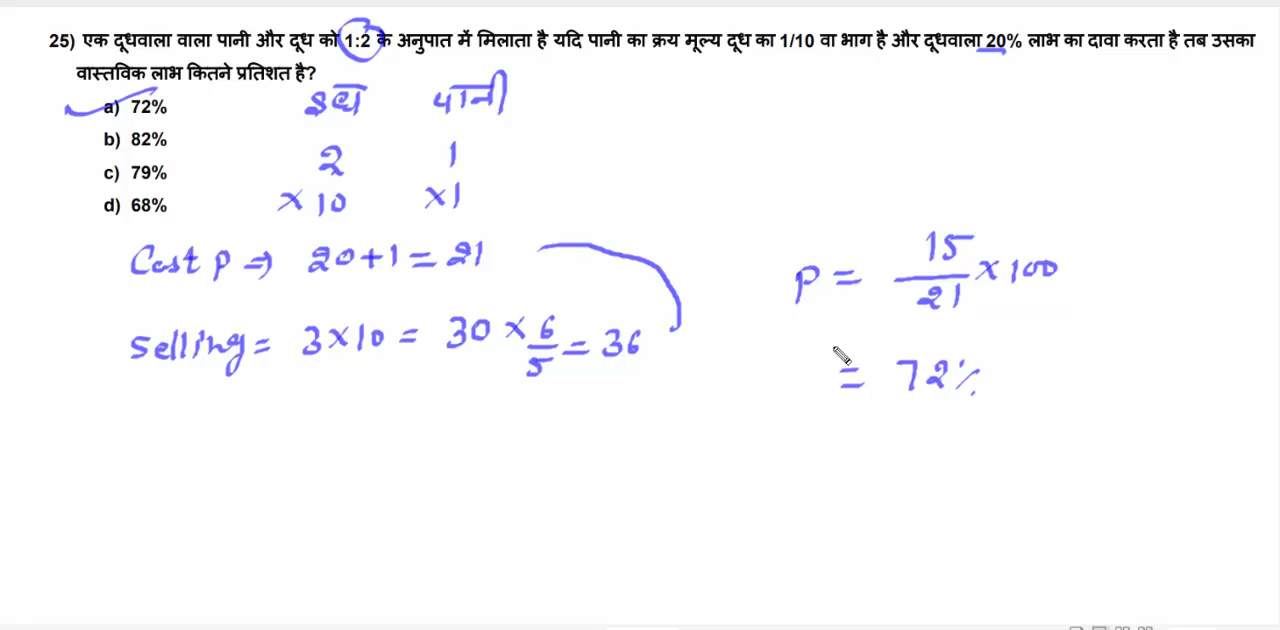 25) एक दूधवाला वाला पानी और दूध को 1:2 के अनुपात में मिलाता है यदि पानी का क्रय मूल्य दूध का 1/10 वा भाग है और दूधवाला 20% लाभ का दावा करता है तब उसका
वास्तविक लाभ कितने प्रतिशत है?
a) 72%
b) 82%
c) 79%
d) 68%
दूध पानी
2 1
×10 ×1
Cost P ⇒ 20+1 = 21
Selling = 3×10 = 30 × 6/5 = 36
P = 15/21 × 100
= 72%